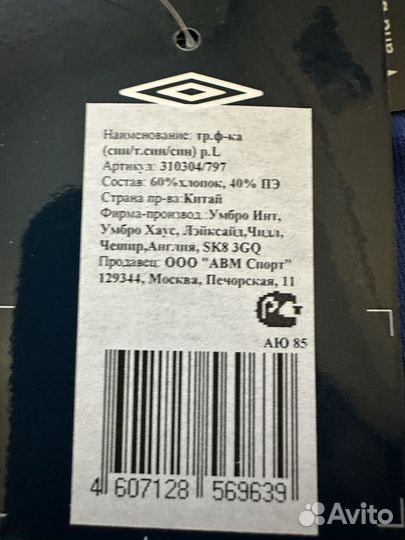 Наименование: тр.ф-ка
(син/т.син/син) р.L
Артикул: 310304/797
Состав: 60%хлопок, 40% ПЭ
Страна пр-ва:Китай
Фирма-производ.:Умбро Инт,
Умбро Хаус, Лэйксайд,Чидл,
Чешир,Англия, SK8 3GQ
Продавец: ООО "АВМ Спорт"
129344, Москва, Печорская, 11
АЮ 85
4 607128 569639
Avito